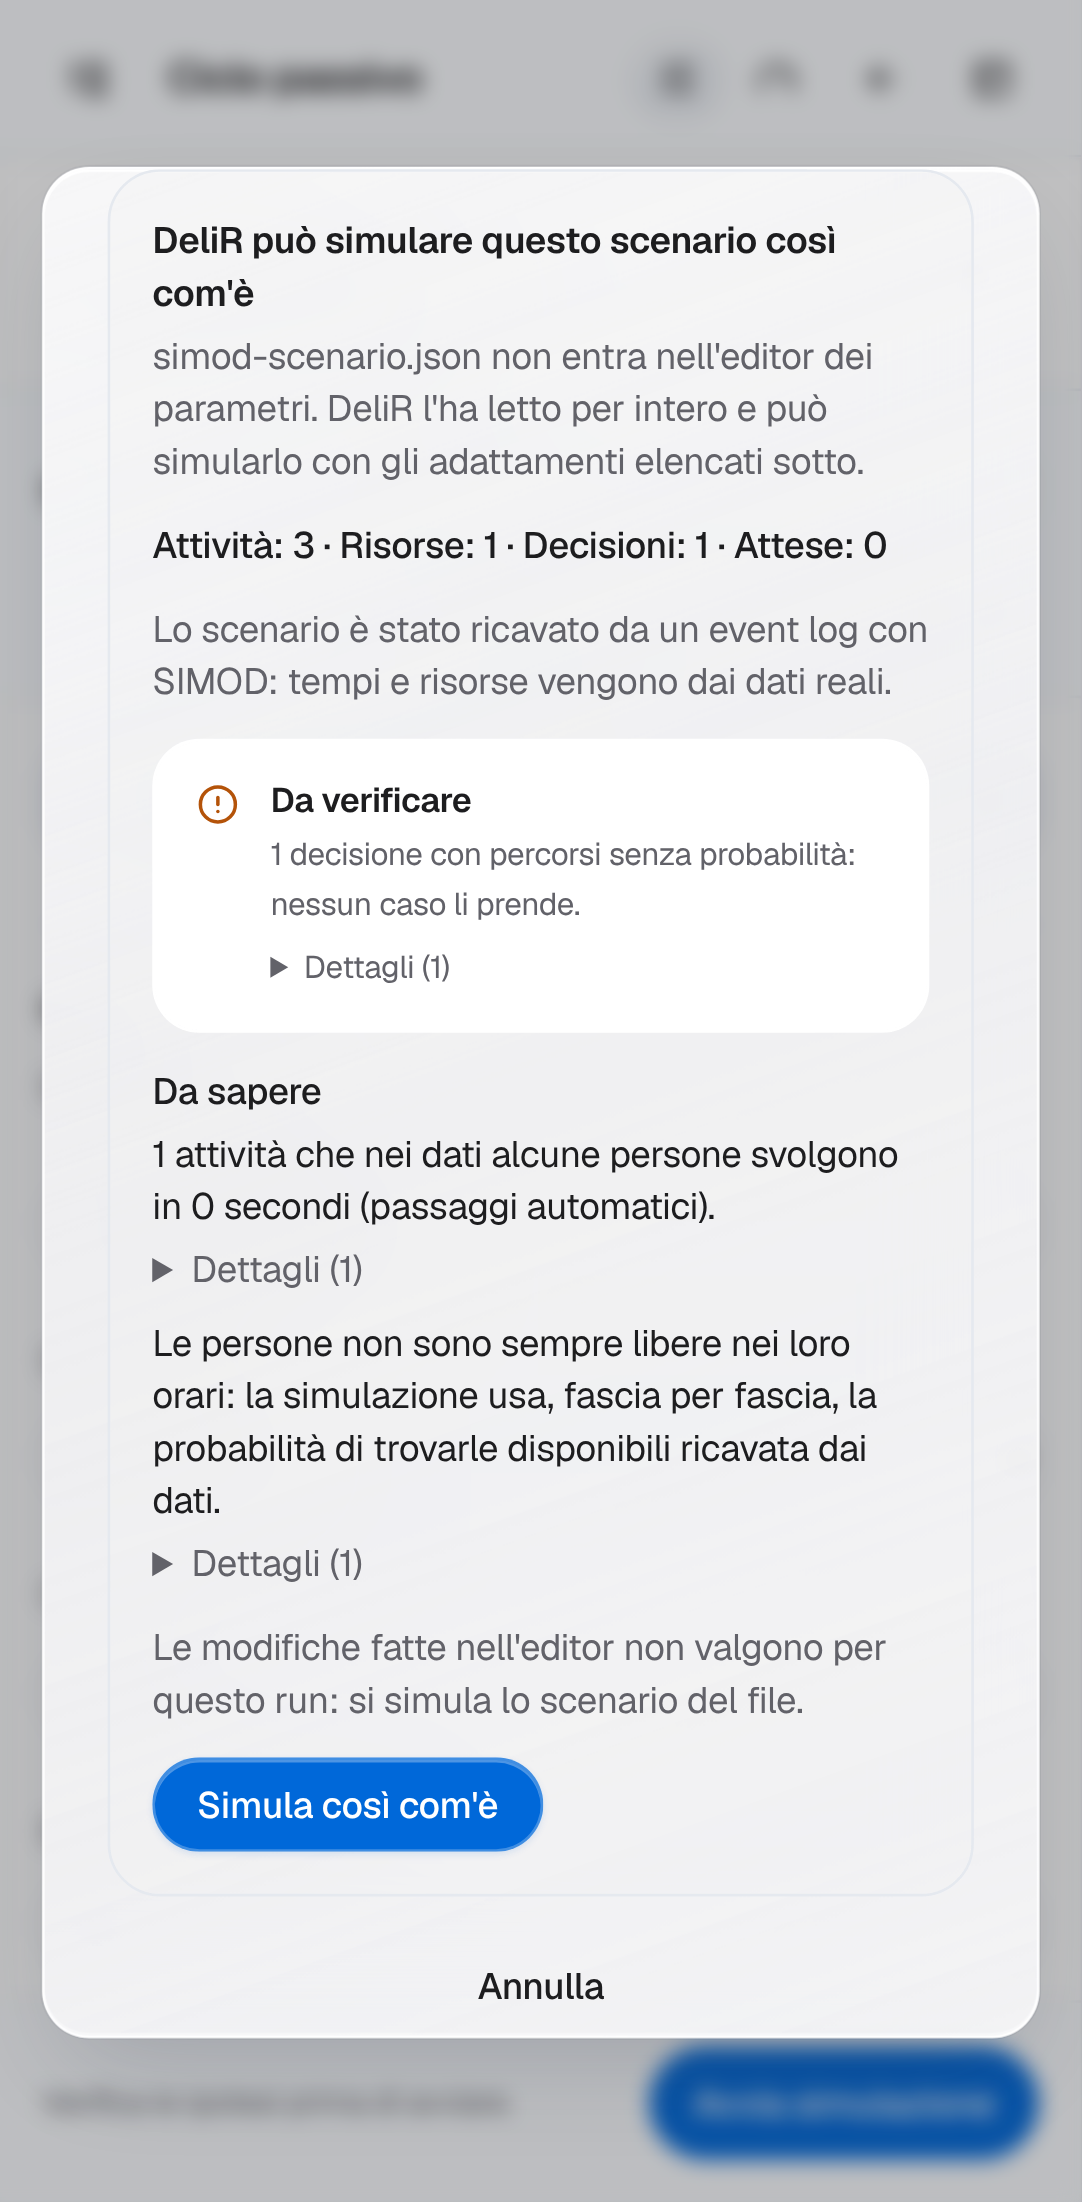 Ciclo passivo
DeliR può simulare questo scenario così
com'è
simod-scenario.json non entra nell'editor dei
parametri. DeliR l'ha letto per intero e può
simularlo con gli adattamenti elencati sotto.
Attività: 3 · Risorse: 1 · Decisioni: 1 · Attese: 0
Lo scenario è stato ricavato da un event log con
SIMOD: tempi e risorse vengono dai dati reali.
Da verificare
1 decisione con percorsi senza probabilità:
nessun caso li prende.
▶ Dettagli (1)
Da sapere
1 attività che nei dati alcune persone svolgono
in 0 secondi (passaggi automatici).
▶ Dettagli (1)
Le persone non sono sempre libere nei loro
orari: la simulazione usa, fascia per fascia, la
probabilità di trovarle disponibili ricavata dai
dati.
▶ Dettagli (1)
Le modifiche fatte nell'editor non valgono per
questo run: si simula lo scenario del file.
Simula così com'è
Annulla